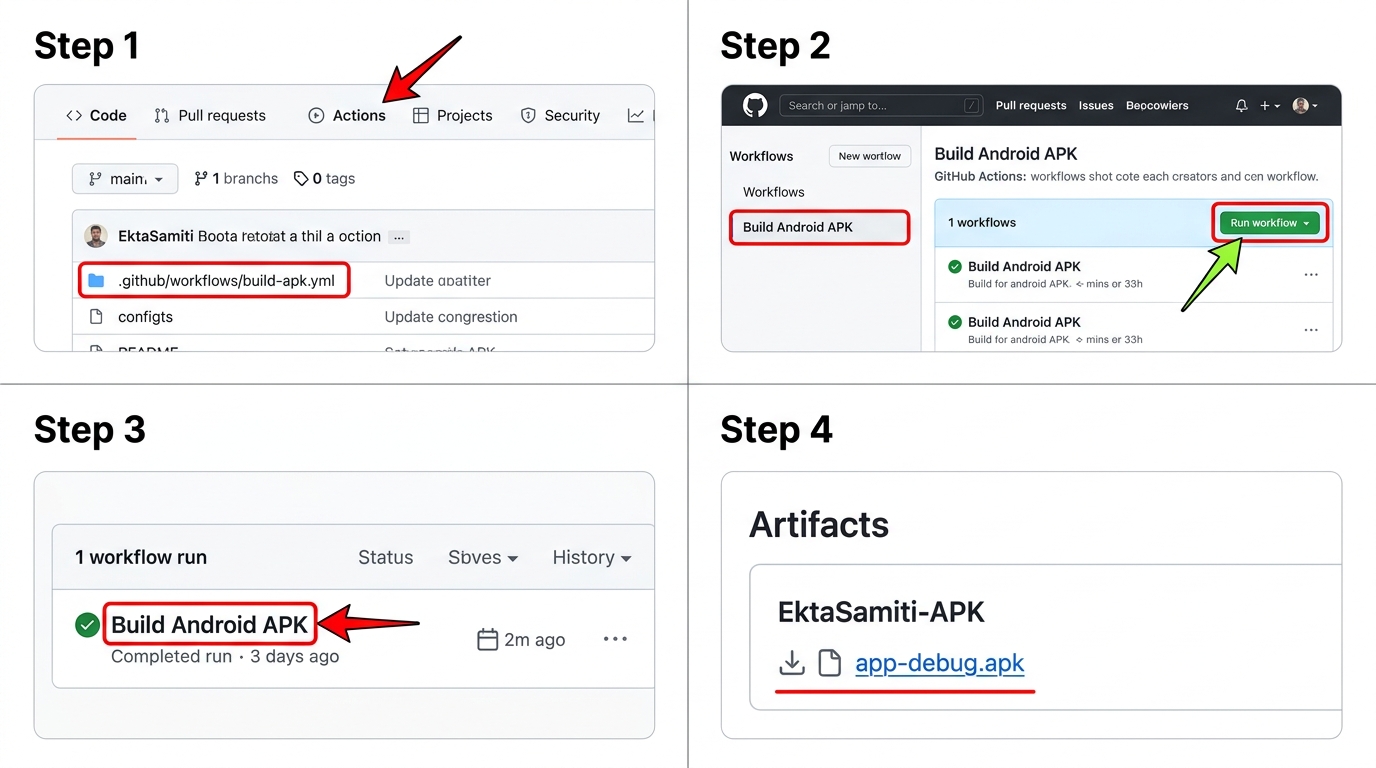 Step 1
Code Pull requests Actions Projects Security
main 1 branchs 0 tags
EktaSamiti Boota retotat a thil a oction ...
.github/workflows/build-apk.yml Update
configts Update congrestion
README APK
Step 2
Search or jump to... / Pull requests Issues Bepcowiers
Workflows New wortlow
Workflows
Build Android APK
Build Android APK
GitHub Actions: workflows shot cote each creators and cen workflow.
1 workflows Run workflow
Build Android APK
Build for android APK. mins or 33h
Build Android APK
Build for android APK mins er 33h
Step 3
1 workflow run Status Sbves History
Build Android APK
Completed run · 3 days ago
2m ago
Step 4
Artifacts
EktaSamiti-APK
app-debug.apk